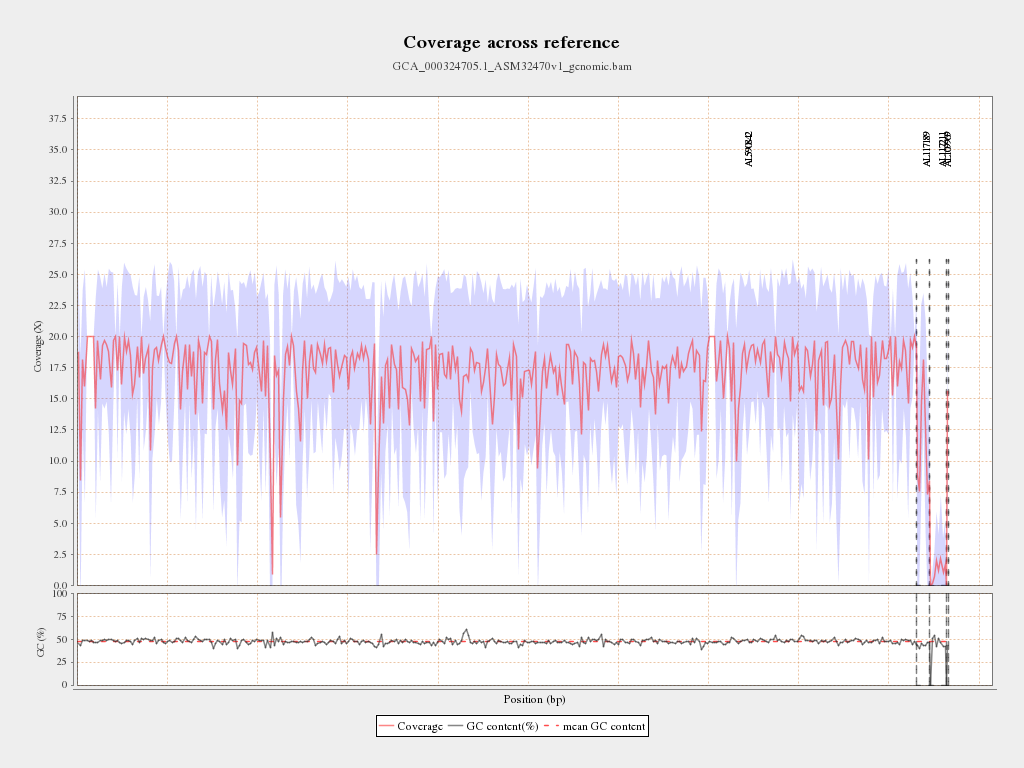 Coverage across reference
GCA_000324705.1_ASM32470v1_genomic.bam
Coverage (X)
37.5
35.0
32.5
30.0
27.5
25.0
22.5
20.0
17.5
15.0
12.5
10.0
7.5
5.0
2.5
0.0
AL590842
AL117189
AL117211
AL109969
GC (%)
100
75
50
25
0
Position (bp)
Coverage GC content(%) mean GC content